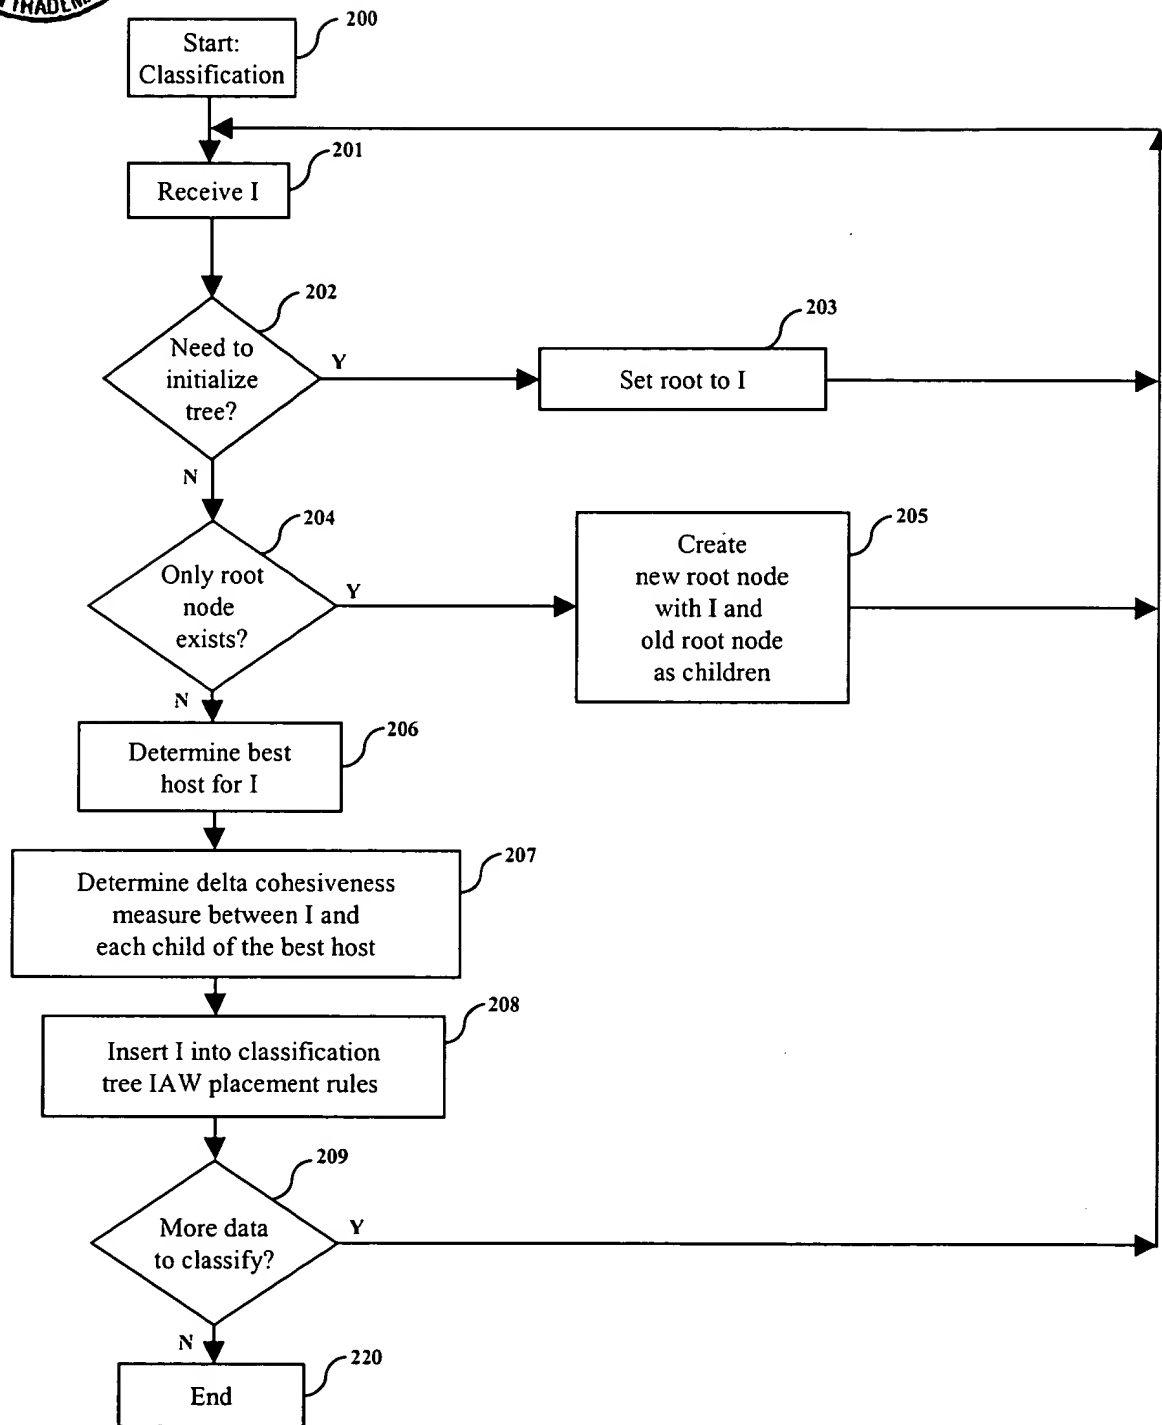 TRADEM
200
Start:
Classification
201
Receive I
202
Need to
initialize
tree?
Y
203
Set root to I
N
204
Only root
node
exists?
Y
205
Create
new root node
with I and
old root node
as children
N
206
Determine best
host for I
207
Determine delta cohesiveness
measure between I and
each child of the best host
208
Insert I into classification
tree IAW placement rules
209
More data
to classify?
Y
N
220
End